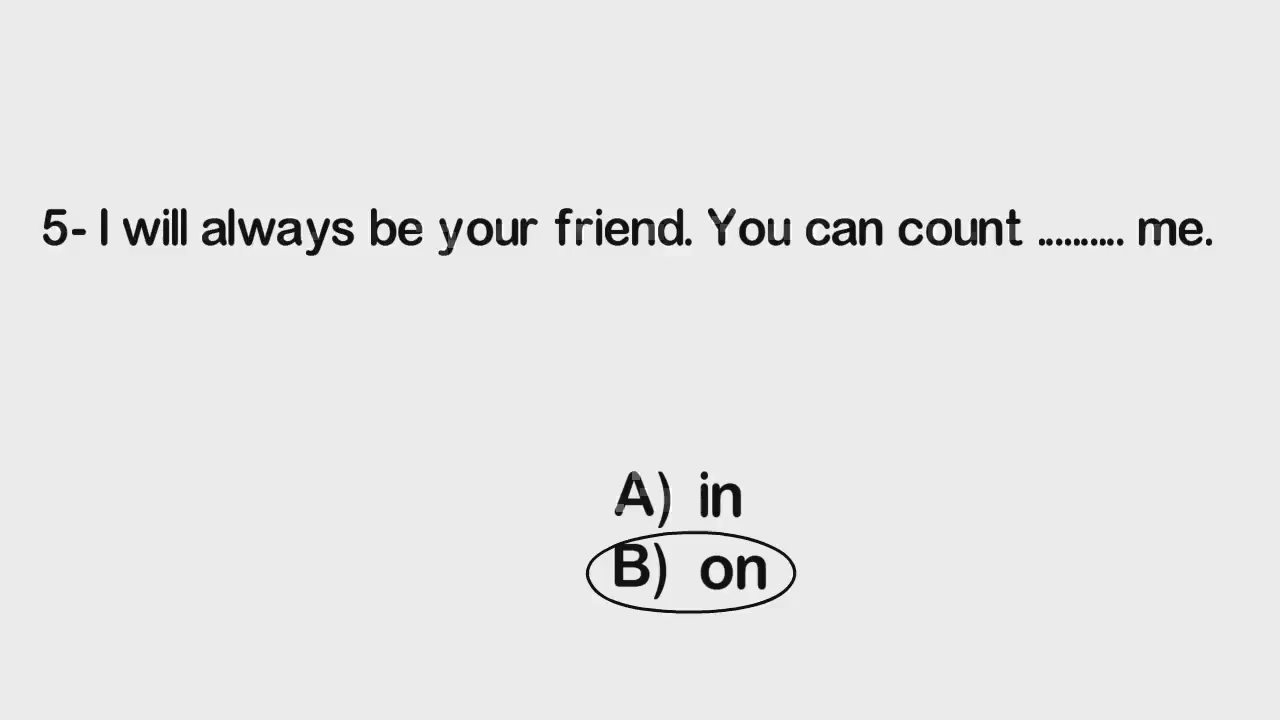 5- I will always be your friend. You can count .......... me.
A) in
B) on